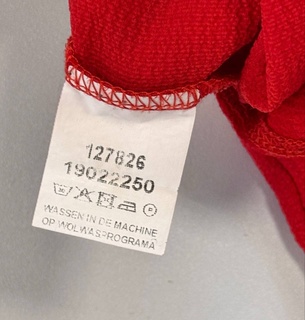 127826
19022250
WASSEN IN DE MACHINE
OP WOLWASPROGRAMA